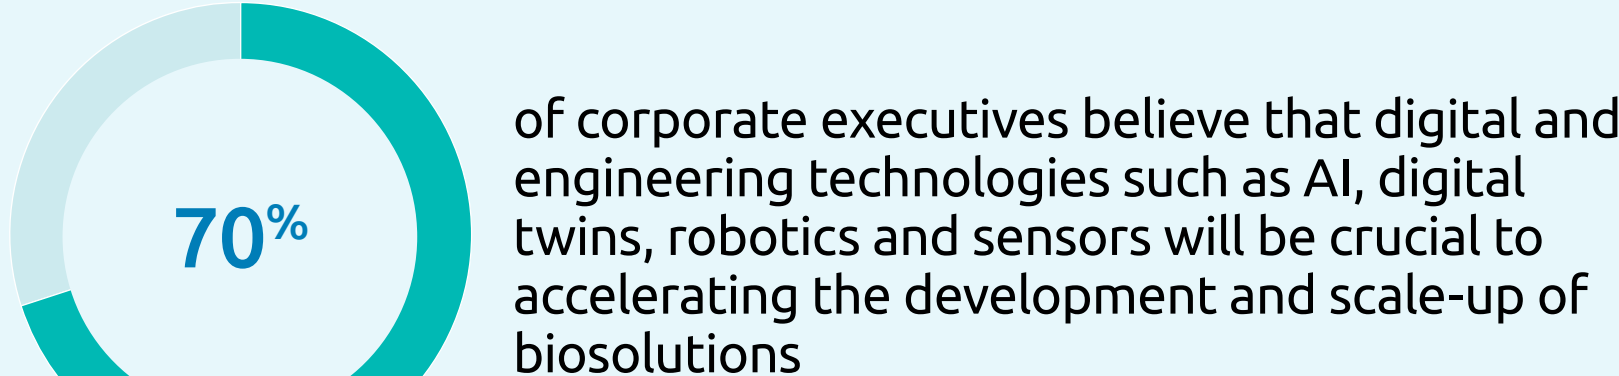 70%
of corporate executives believe that digital and
engineering technologies such as AI, digital
twins, robotics and sensors will be crucial to
accelerating the development and scale-up of
biosolutions